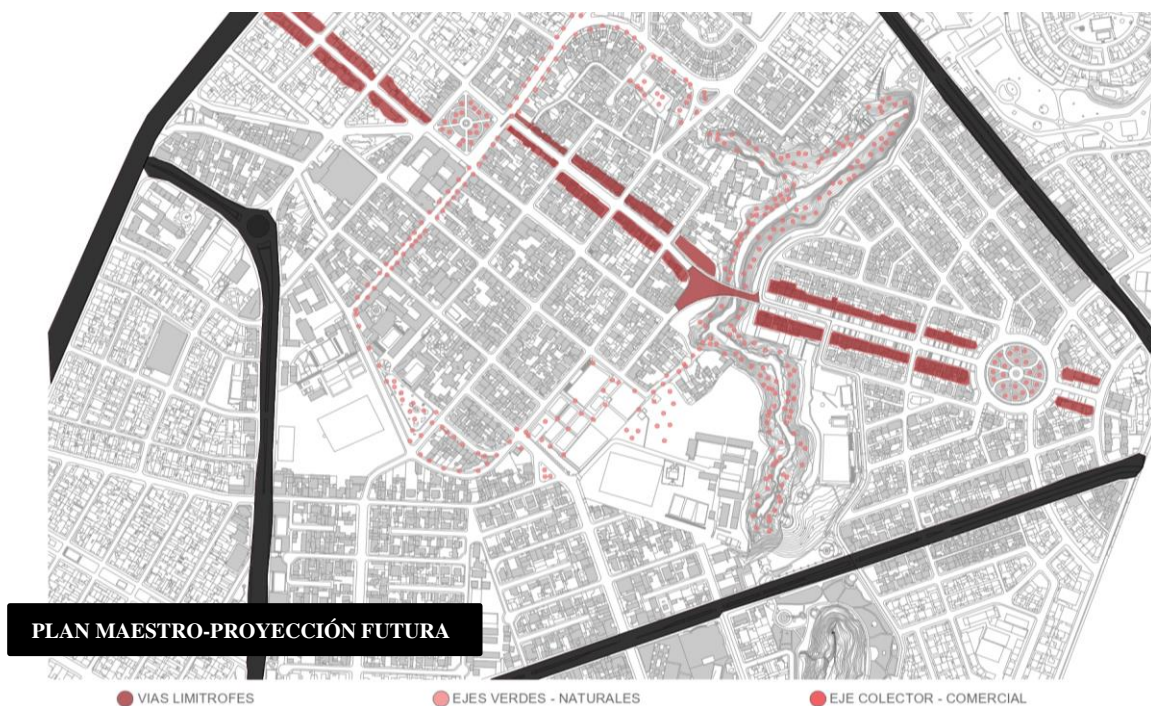 PLAN MAESTRO-PROYECCIÓN FUTURA
VIAS LIMITROFES
EJES VERDES - NATURALES
EJE COLECTOR - COMERCIAL